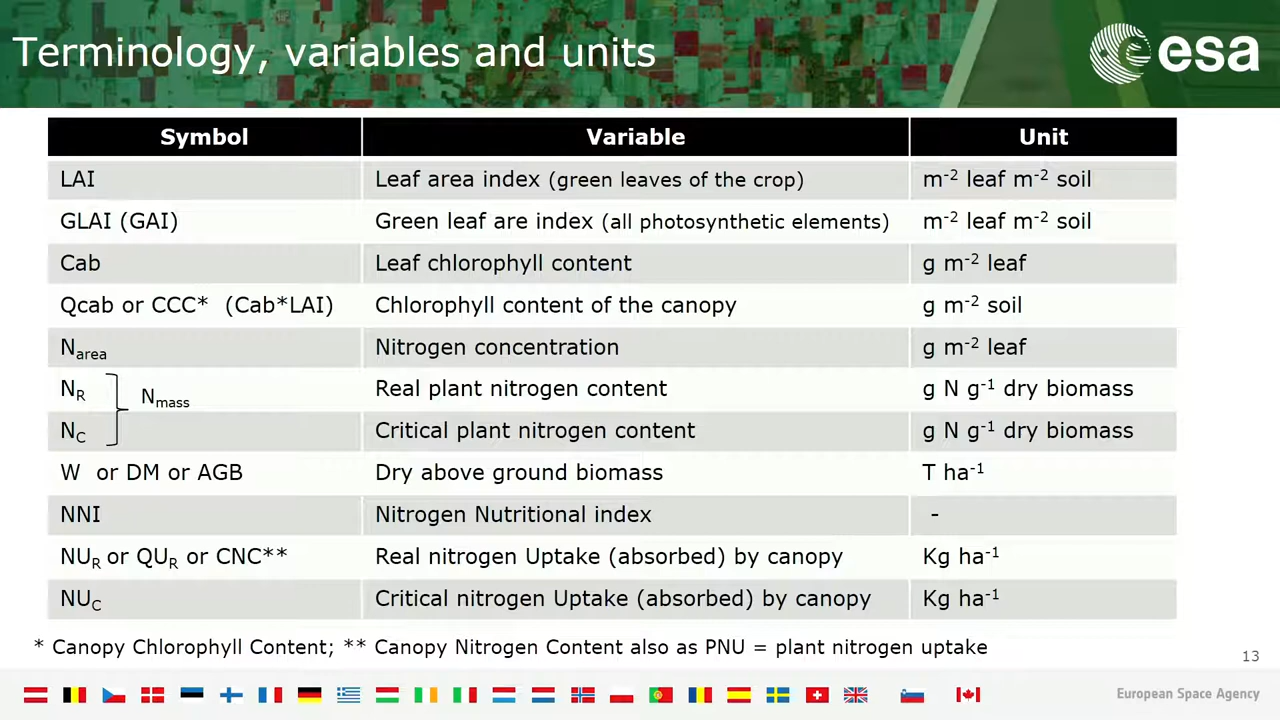 Terminology, variables and units
esa
Symbol Variable Unit
LAI Leaf area index (green leaves of the crop) m-2 leaf m-2 soil
GLAI (GAI) Green leaf are index (all photosynthetic elements) m-2 leaf m-2 soil
Cab Leaf chlorophyll content g m-2 leaf
Qcab or CCC* (Cab*LAI) Chlorophyll content of the canopy g m-2 soil
Narea Nitrogen concentration g m-2 leaf
NR Real plant nitrogen content g N g-1 dry biomass
Nmass
NC Critical plant nitrogen content g N g-1 dry biomass
W or DM or AGB Dry above ground biomass T ha-1
NNI Nitrogen Nutritional index -
NUR or QUR or CNC** Real nitrogen Uptake (absorbed) by canopy Kg ha-1
NUC Critical nitrogen Uptake (absorbed) by canopy Kg ha-1
* Canopy Chlorophyll Content; ** Canopy Nitrogen Content also as PNU = plant nitrogen uptake
13
European Space Agency